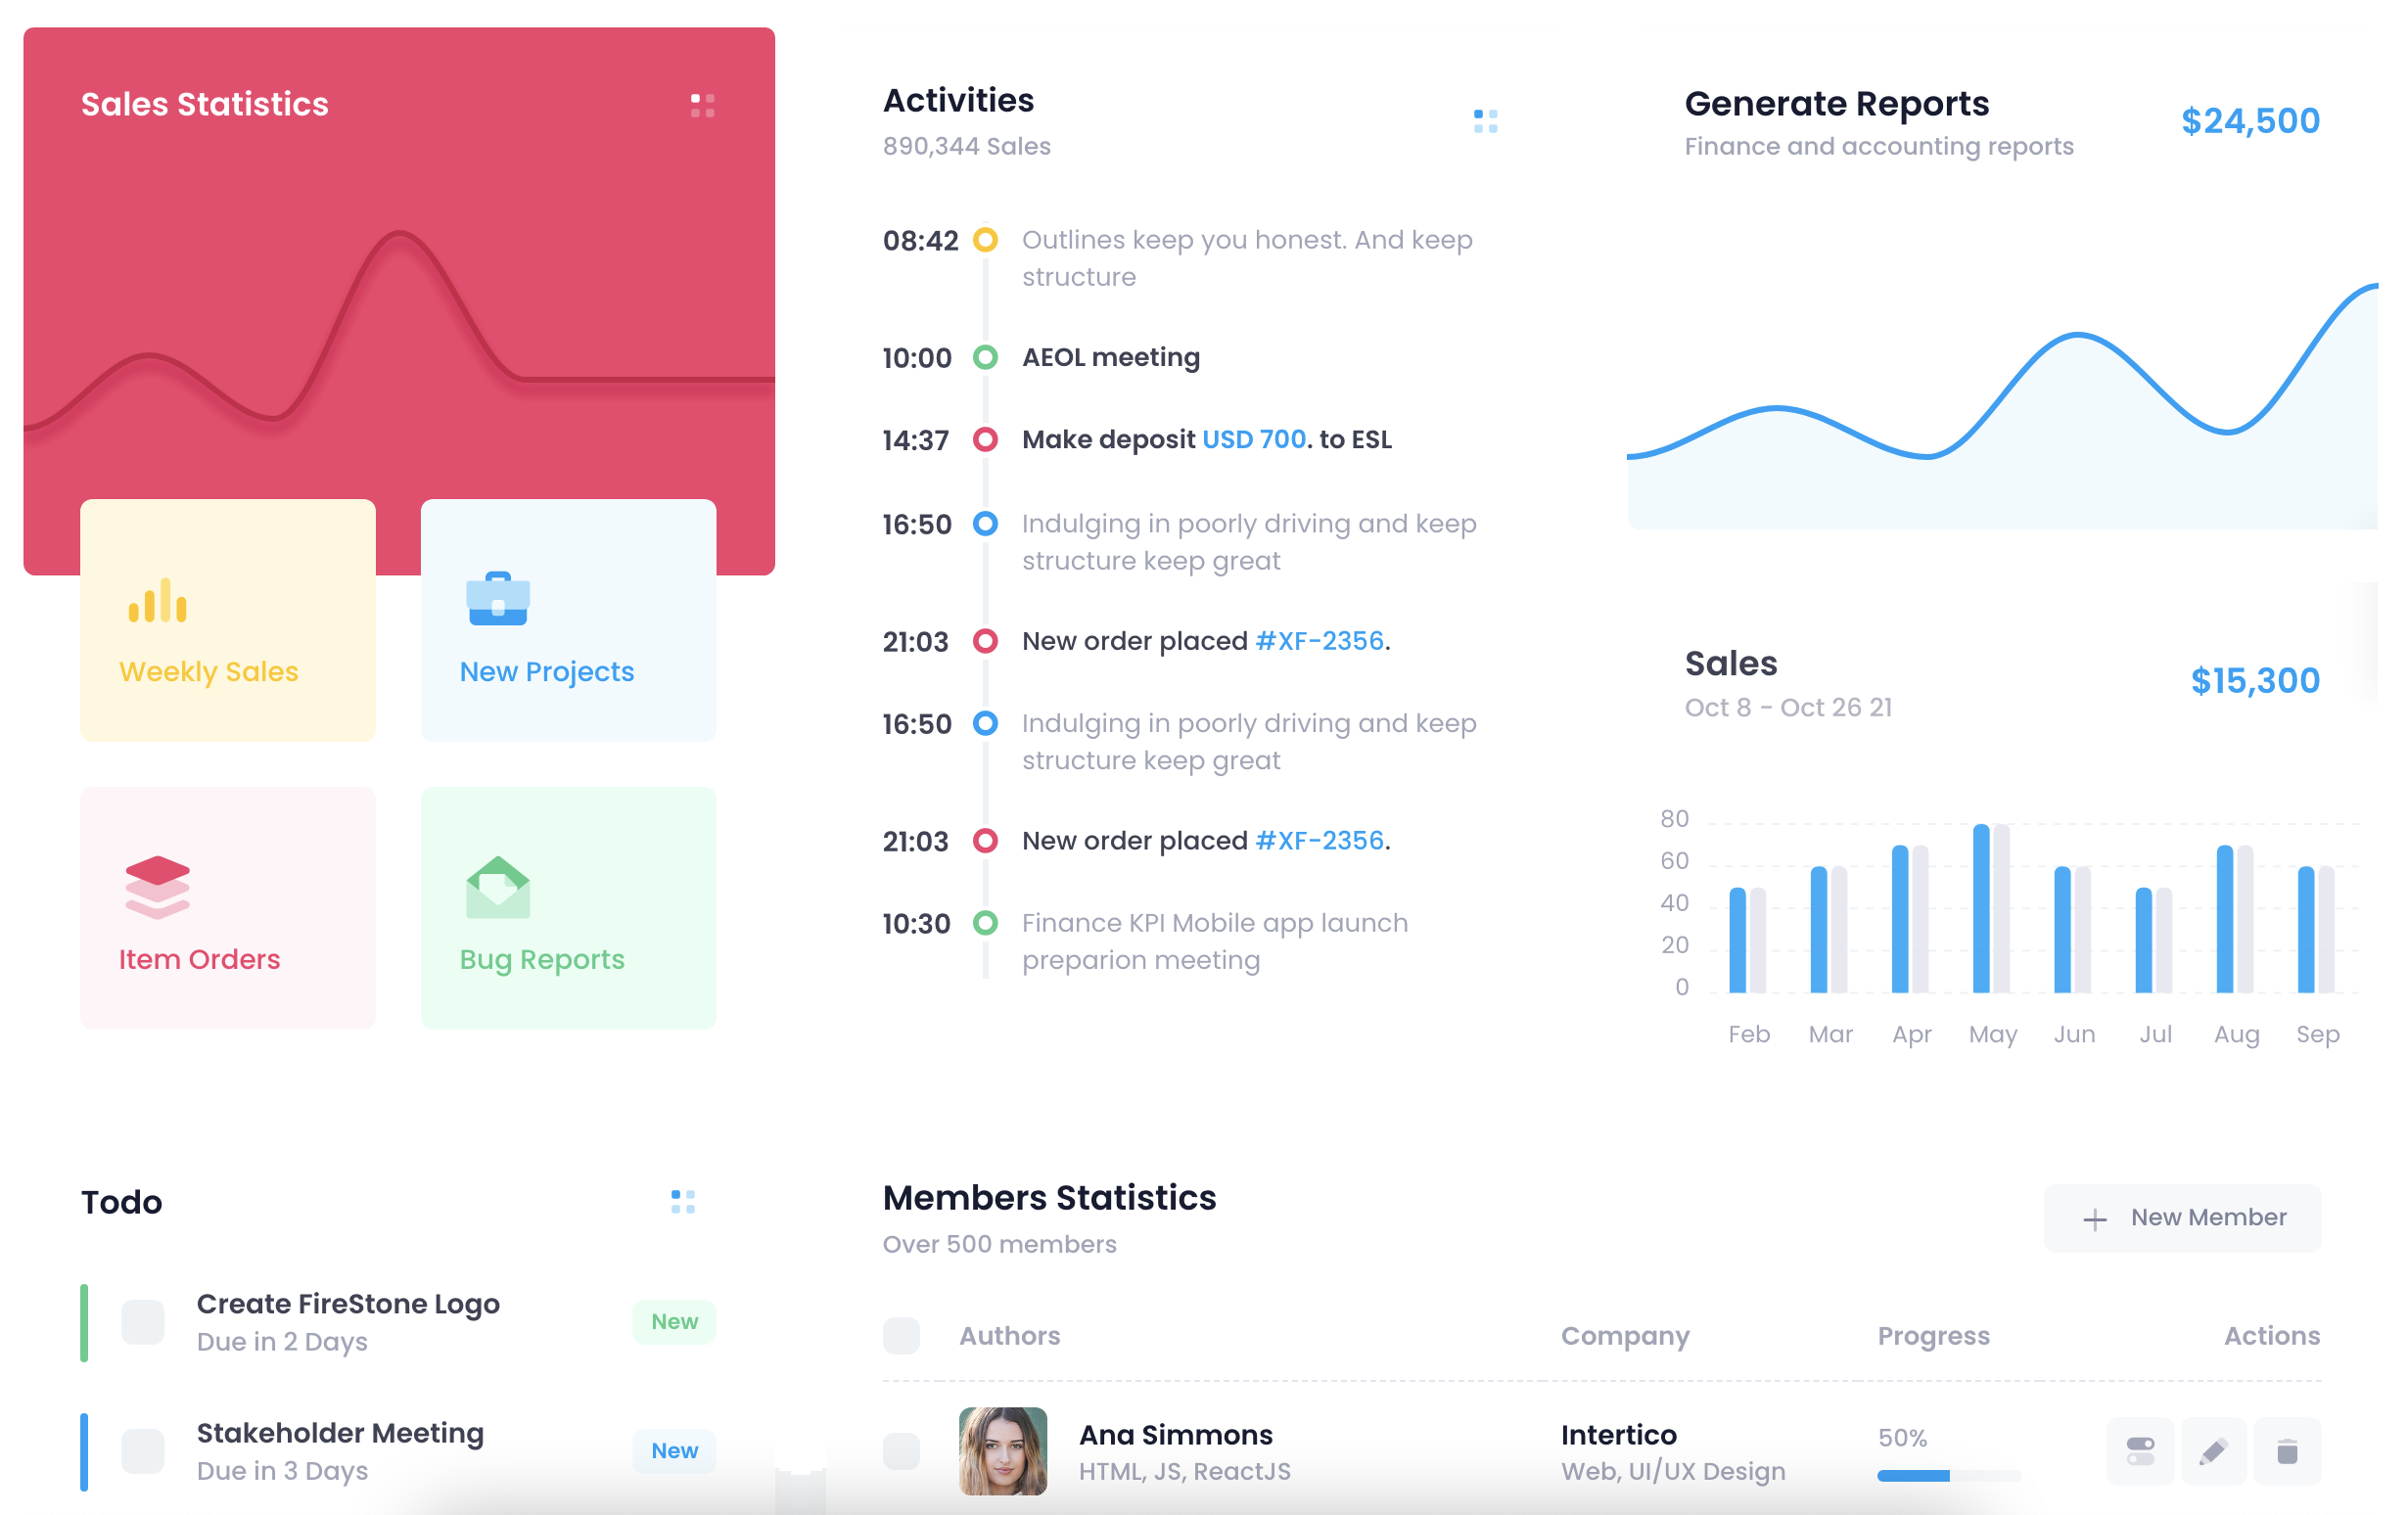 Sales Statistics
Weekly Sales
New Projects
Item Orders
Bug Reports
Activities
890,344 Sales
08:42 Outlines keep you honest. And keep
structure
10:00 AEOL meeting
14:37 Make deposit USD 700. to ESL
16:50 Indulging in poorly driving and keep
structure keep great
21:03 New order placed #XF-2356.
16:50 Indulging in poorly driving and keep
structure keep great
21:03 New order placed #XF-2356.
10:30 Finance KPI Mobile app launch
preparion meeting
Generate Reports
Finance and accounting reports
$24,500
Sales
Oct 8 - Oct 26 21
$15,300
80
60
40
20
0
Feb Mar Apr May Jun Jul Aug Sep
Todo
Create FireStone Logo
Due in 2 Days
New
Stakeholder Meeting
Due in 3 Days
New
Members Statistics
Over 500 members
New Member
Authors Company Progress Actions
Ana Simmons
HTML, JS, ReactJS
Intertico
Web, UI/UX Design
50%